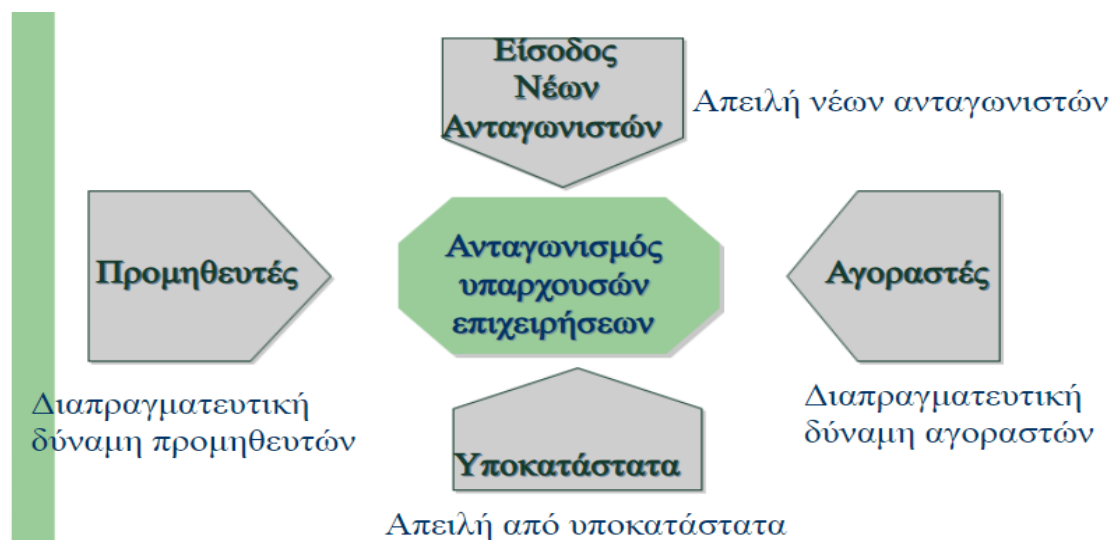 Είσοδος
Νέων
Ανταγωνιστών
Απειλή νέων ανταγωνιστών
Προμηθευτές
Ανταγωνισμός
υπαρχουσών
επιχειρήσεων
Αγοραστές
Διαπραγματευτική
δύναμη προμηθευτών
Διαπραγματευτική
δύναμη αγοραστών
Υποκατάστατα
Απειλή από υποκατάστατα